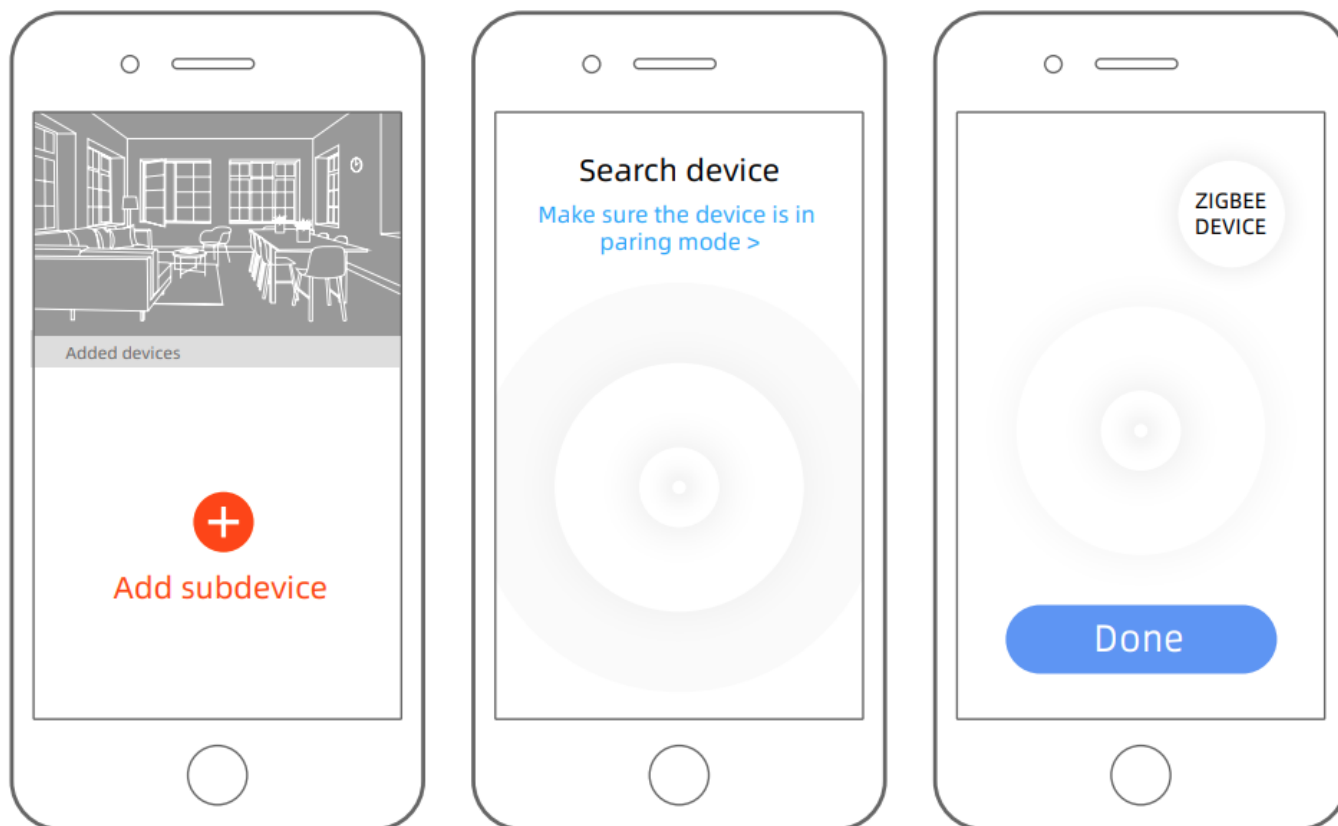 Added devices
Add subdevice
Search device
Make sure the device is in
paring mode >
ZIGBEE
DEVICE
Done